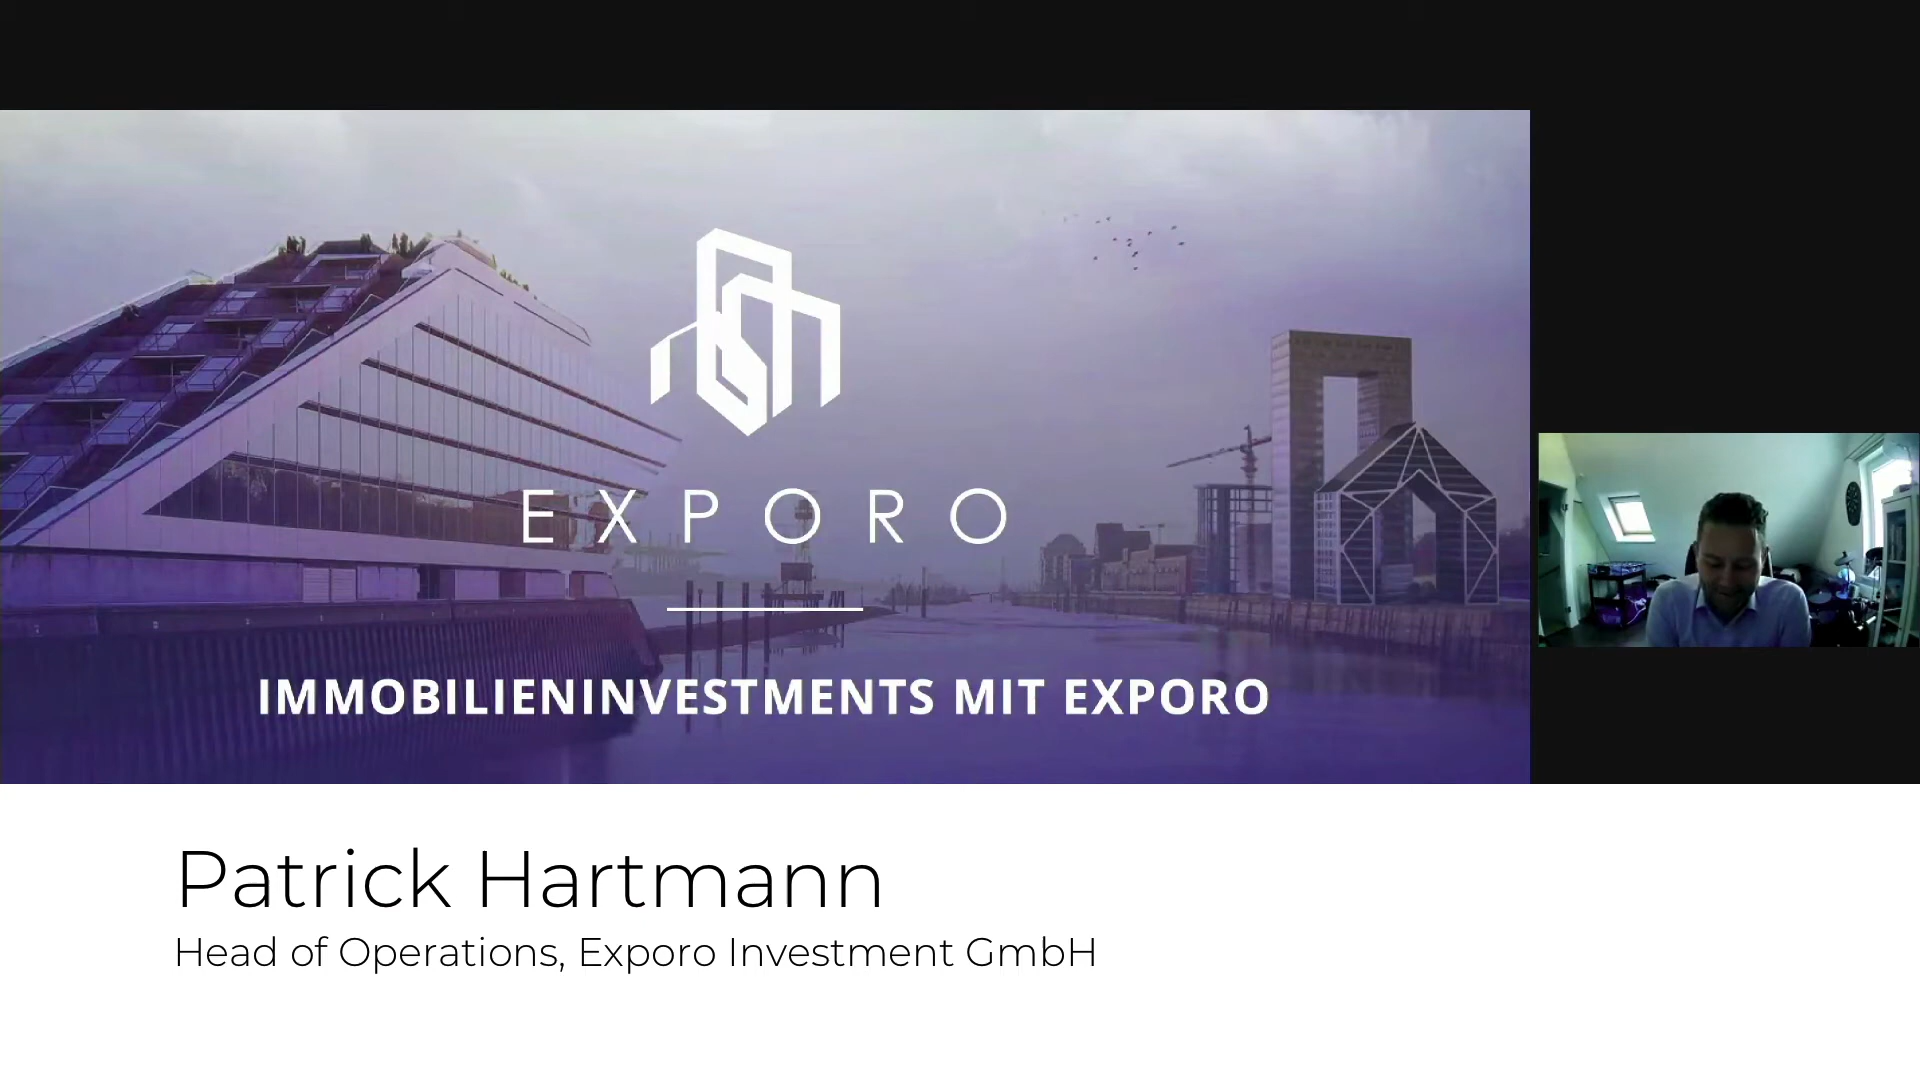 EXPORO
IMMOBILIENINVESTMENTS MIT EXPORO
Patrick Hartmann
Head of Operations, Exporo Investment GmbH